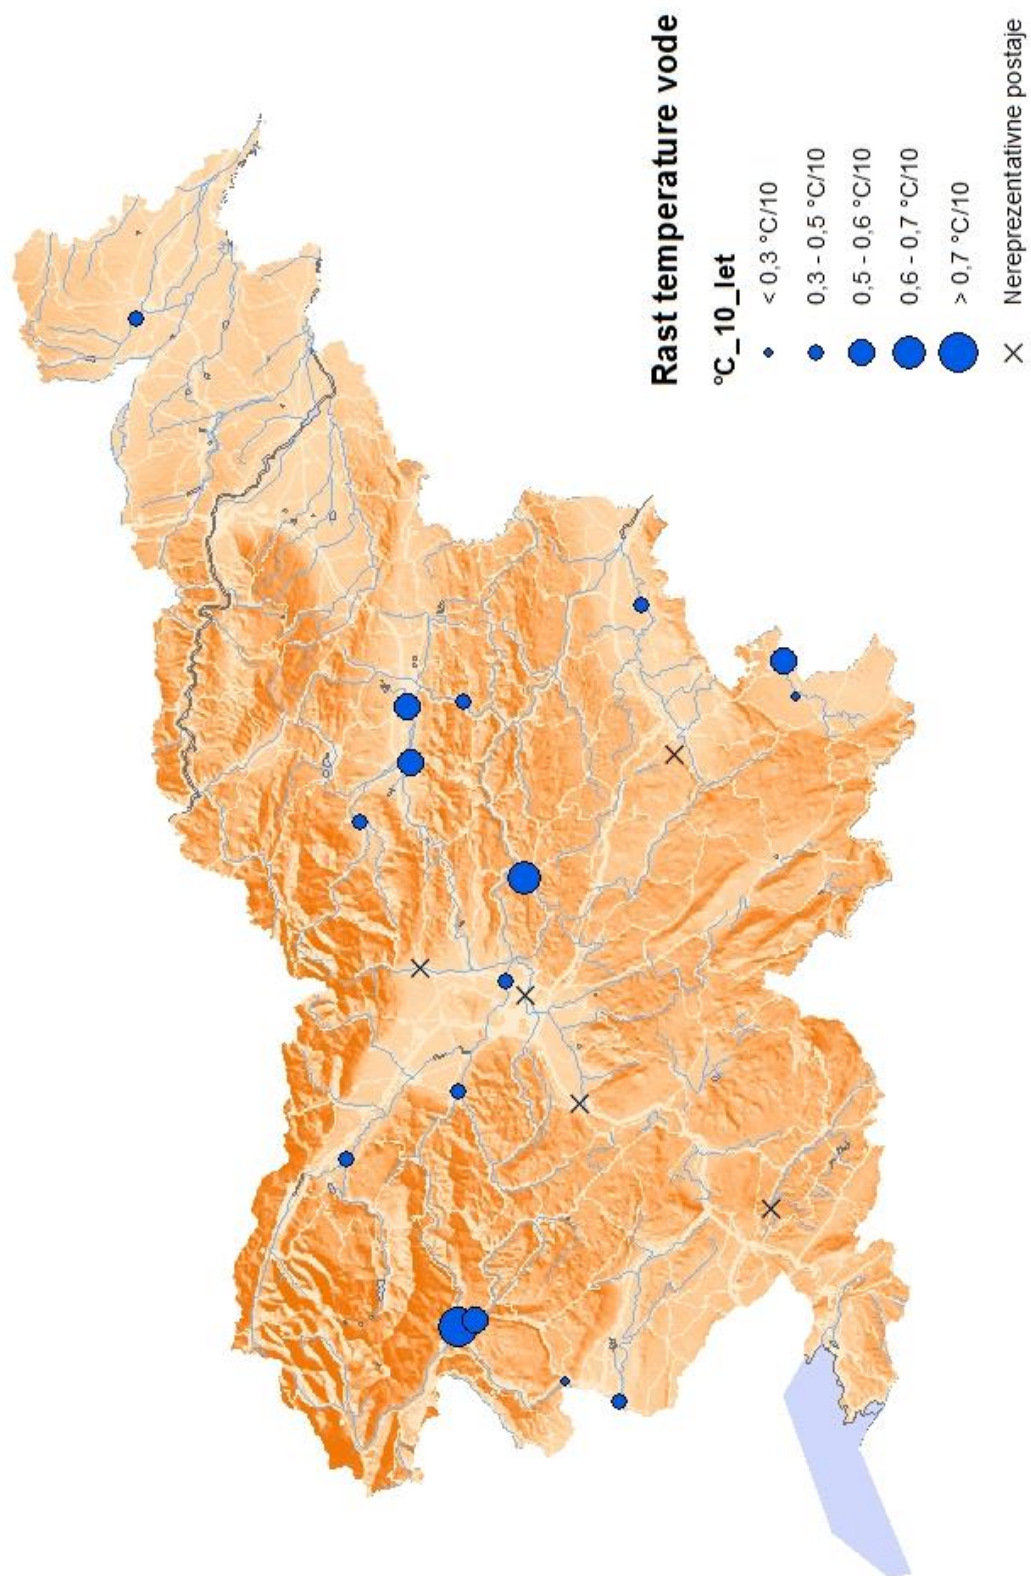 Rast temperature vode
°C_10_let
< 0,3 °C/10
0,3 - 0,5 °C/10
0,5 - 0,6 °C/10
0,6 - 0,7 °C/10
> 0,7 °C/10
Nereprezentativne postaje